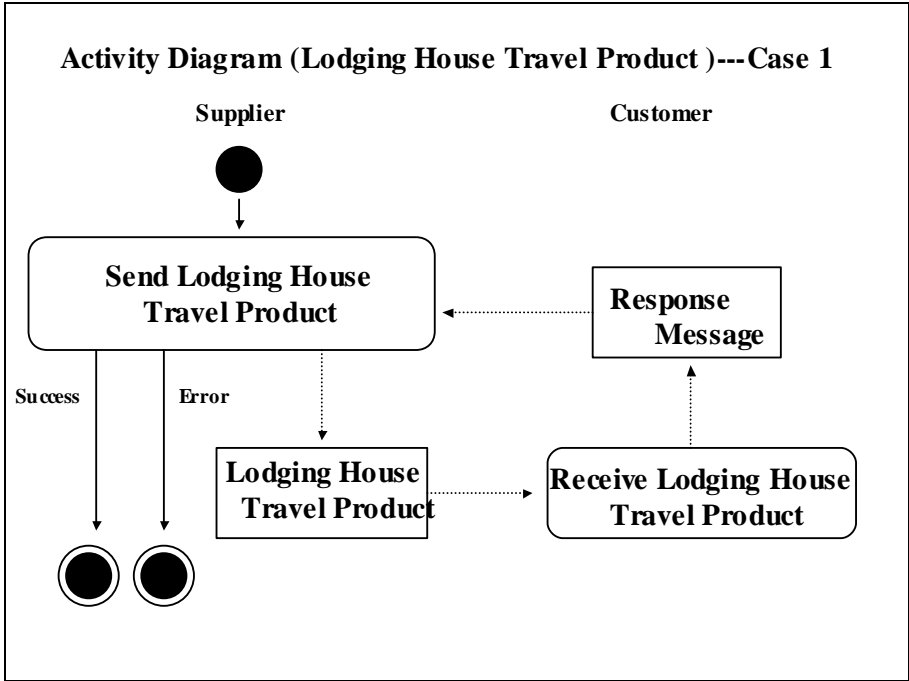 Activity Diagram (Lodging House Travel Product )---Case 1
Supplier
Customer
Send Lodging House
Travel Product
Response
Message
Success
Error
Lodging House
Travel Product
Receive Lodging House
Travel Product